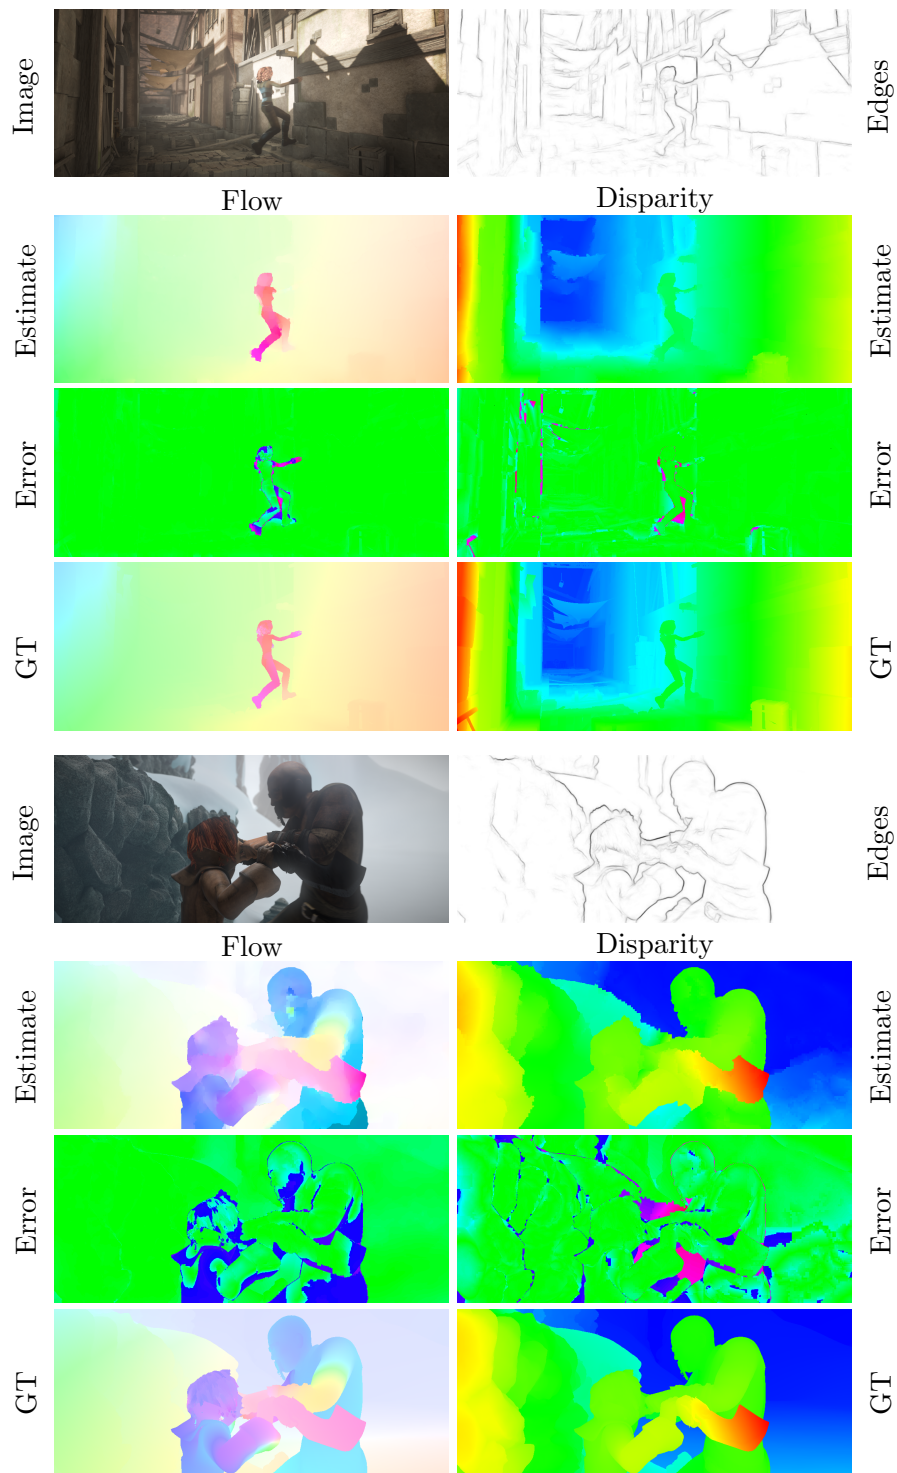 Image
Edges
Flow
Disparity
Estimate
Estimate
Error
Error
GT
GT
Image
Edges
Flow
Disparity
Estimate
Estimate
Error
Error
GT
GT